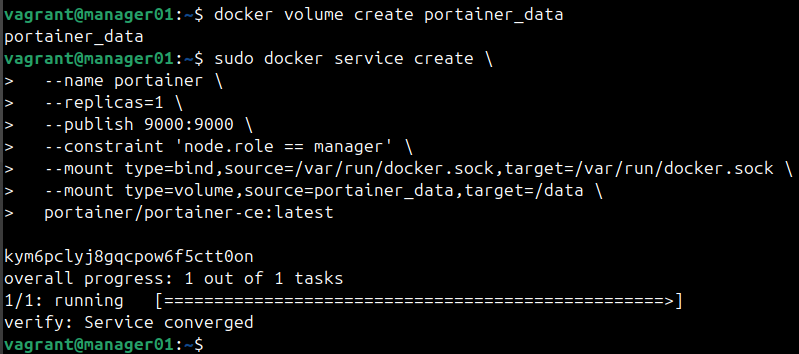 vagrant@manager01:~$ docker volume create portainer_data
portainer_data
vagrant@manager01:~$ sudo docker service create \
>   --name portainer \
>   --replicas=1 \
>   --publish 9000:9000 \
>   --constraint 'node.role == manager' \
>   --mount type=bind,source=/var/run/docker.sock,target=/var/run/docker.sock \
>   --mount type=volume,source=portainer_data,target=/data \
>   portainer/portainer-ce:latest
kym6pclyj8gqcpow6f5ctt0on
overall progress: 1 out of 1 tasks
1/1: running   [==================================================>]
verify: Service converged
vagrant@manager01:~$